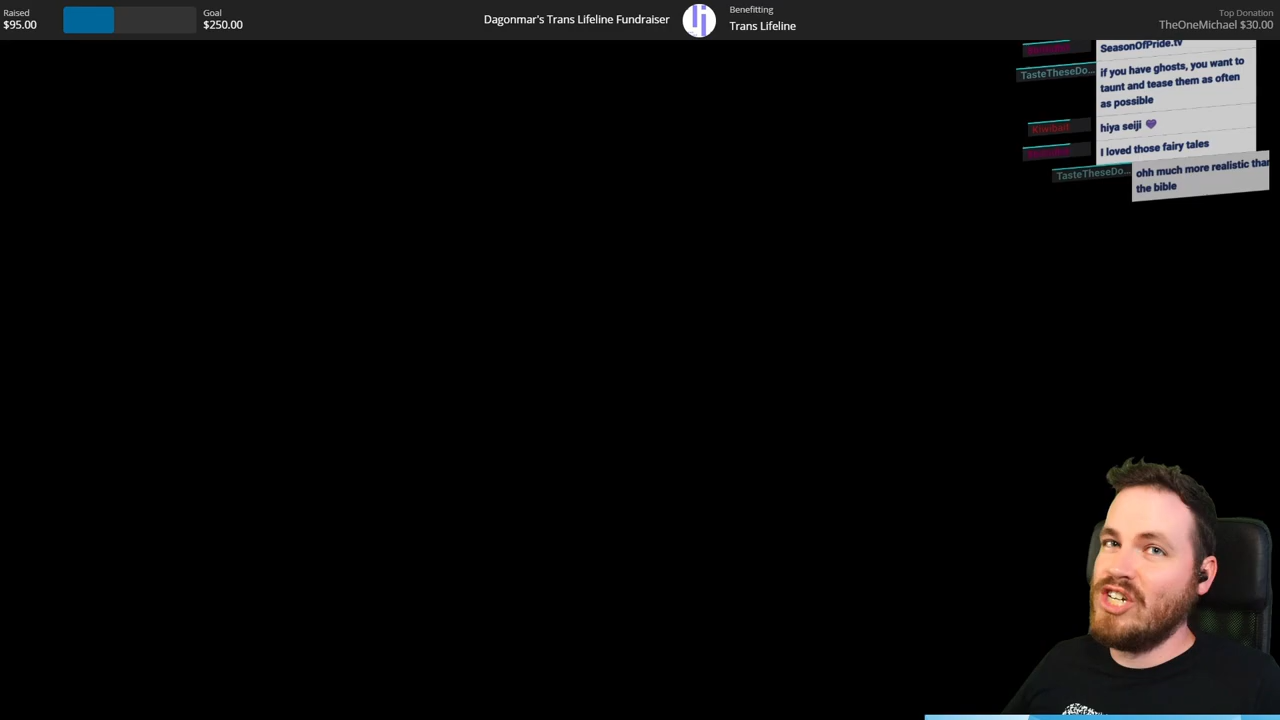 Raised
$95.00
Goal
$250.00
Dagonmar's Trans Lifeline Fundraiser
Benefitting
Trans Lifeline
Top Donation
TheOneMichael $30.00
SeasonOfPride.tv
TasteTheseDo...
if you have ghosts, you want to
taunt and tease them as often
as possible
Kiwibatt
hiya seiji 💜
I loved those fairy tales
TasteTheseDo...
ohh much more realistic than
the bible